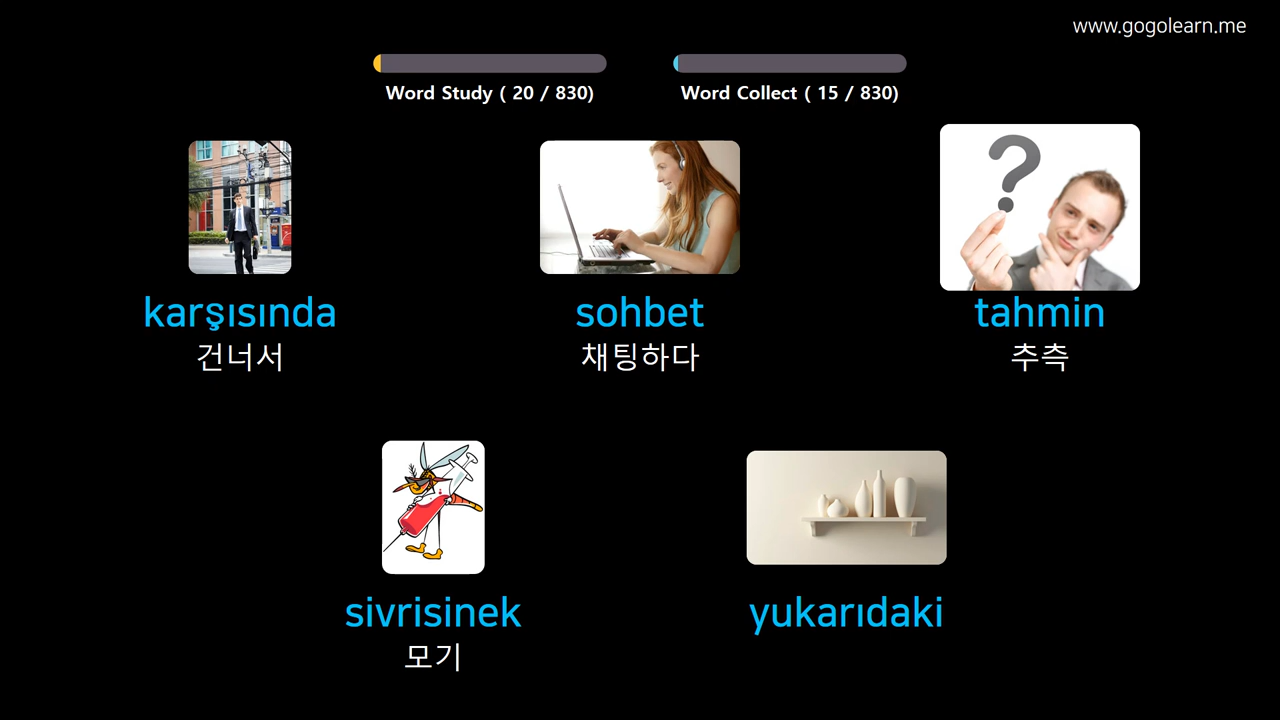 www.gogolearn.me
Word Study ( 20 / 830)
Word Collect ( 15 / 830)
karşısında
건너서
sohbet
채팅하다
tahmin
추측
sivrisinek
모기
yukarıdaki